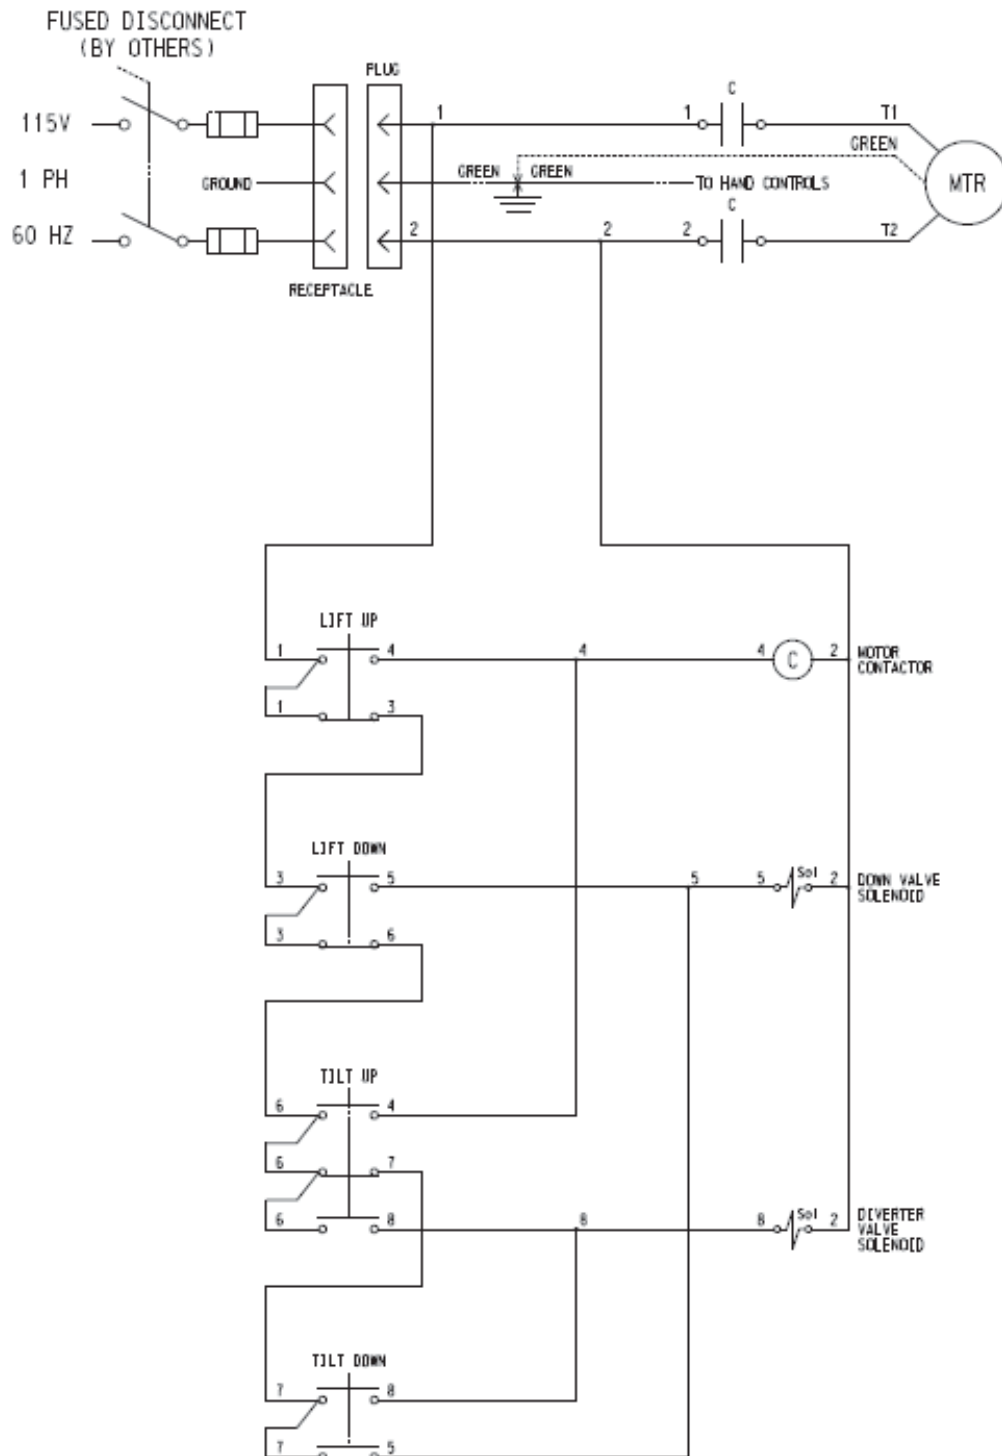 FUSED DISCONNECT
(BY OTHERS)
PLUG
115V
1
1
C
T1
GREEN
1 PH
GROUND
GREEN
GREEN
TO HAND CONTROLS
MTR
C
60 HZ
2
2
2
T2
RECEPTACLE
LIFT UP
1
4
4
4
C
2
MOTOR
CONTACTOR
1
3
LIFT DOWN
3
5
5
5
Sol
2
DOWN VALVE
SOLENOID
3
6
TILT UP
6
4
6
7
6
8
8
8
Sol
2
DIVERTER
VALVE
SOLENOID
TILT DOWN
7
8
7
5